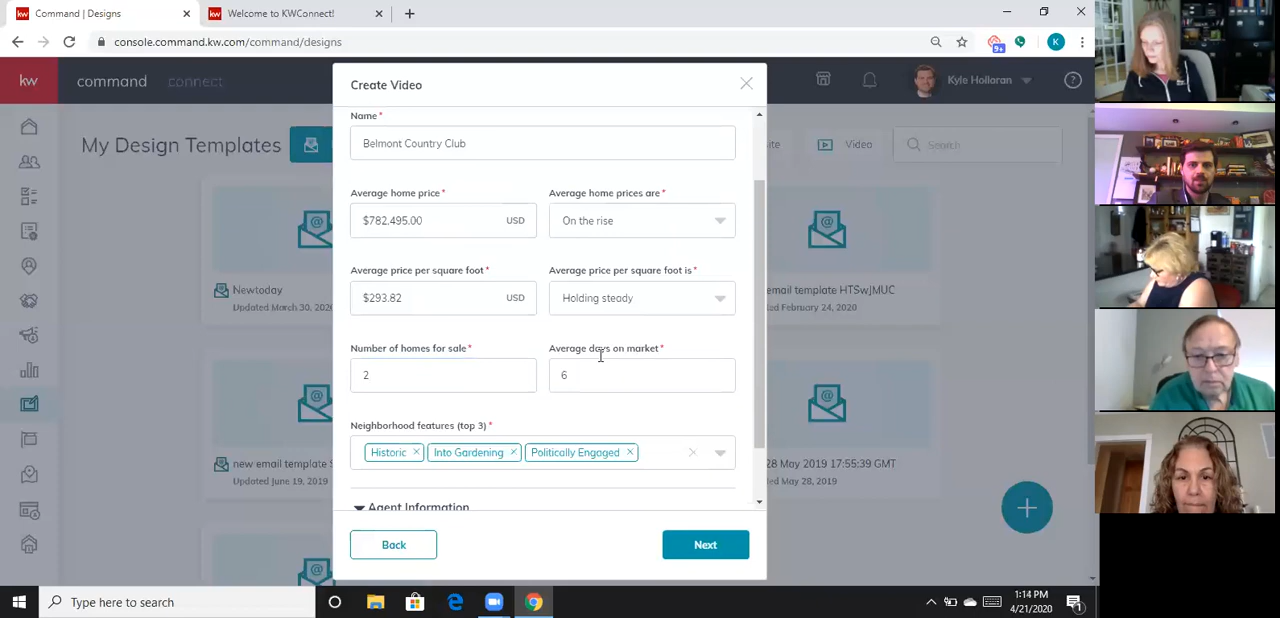 Command | Designs
Welcome to KWConnect!
console.command.kw.com/command/designs
9+
K
kw
command
connect
Kyle Hollaran
My Design Templates
Video
Search
Create Video
Name*
Belmont Country Club
Average home price*
Average home prices are*
$782,495.00
USD
On the rise
Average price per square foot*
Average price per square foot is*
$293.82
USD
Holding steady
Number of homes for sale*
Average days on market*
2
6
Neighborhood features (top 3) *
Historic
Into Gardening
Politically Engaged
Agent Information
Back
Next
Newtoday
Updated March 30, 20
email template HTSwJMUC
ated February 24, 2020
new email template S
Updated June 19, 2019
28 May 2019 17:55:39 GMT
ated May 28, 2019
Type here to search
1:14 PM
4/21/2020
1